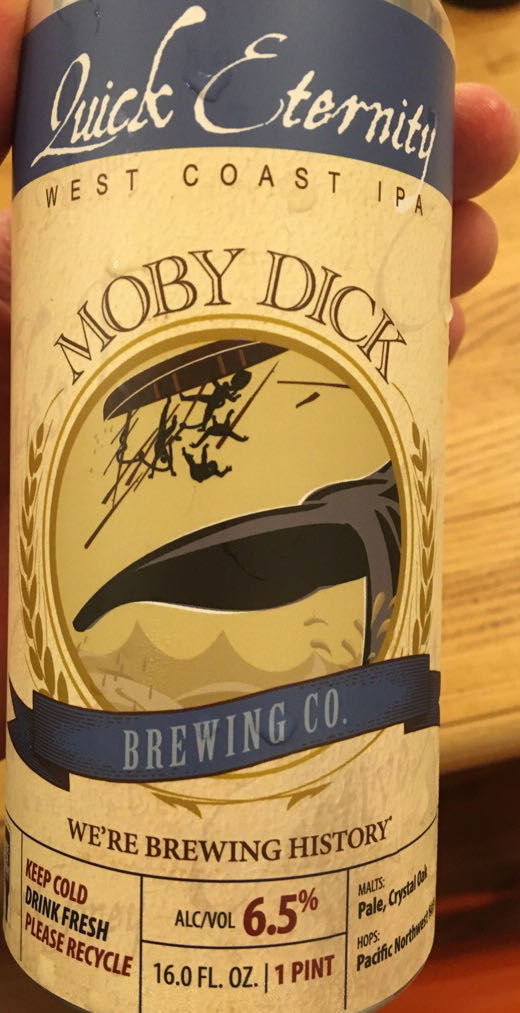 Quick Eternity
WEST COAST IPA
MOBY DICK
BREWING CO.
WE'RE BREWING HISTORY
KEEP COLD
DRINK FRESH
PLEASE RECYCLE
ALC/VOL 6.5%
16.0 FL. OZ. | 1 PINT
MALTS:
Pale, Crystal Oak
HOPS:
Pacific Northwest